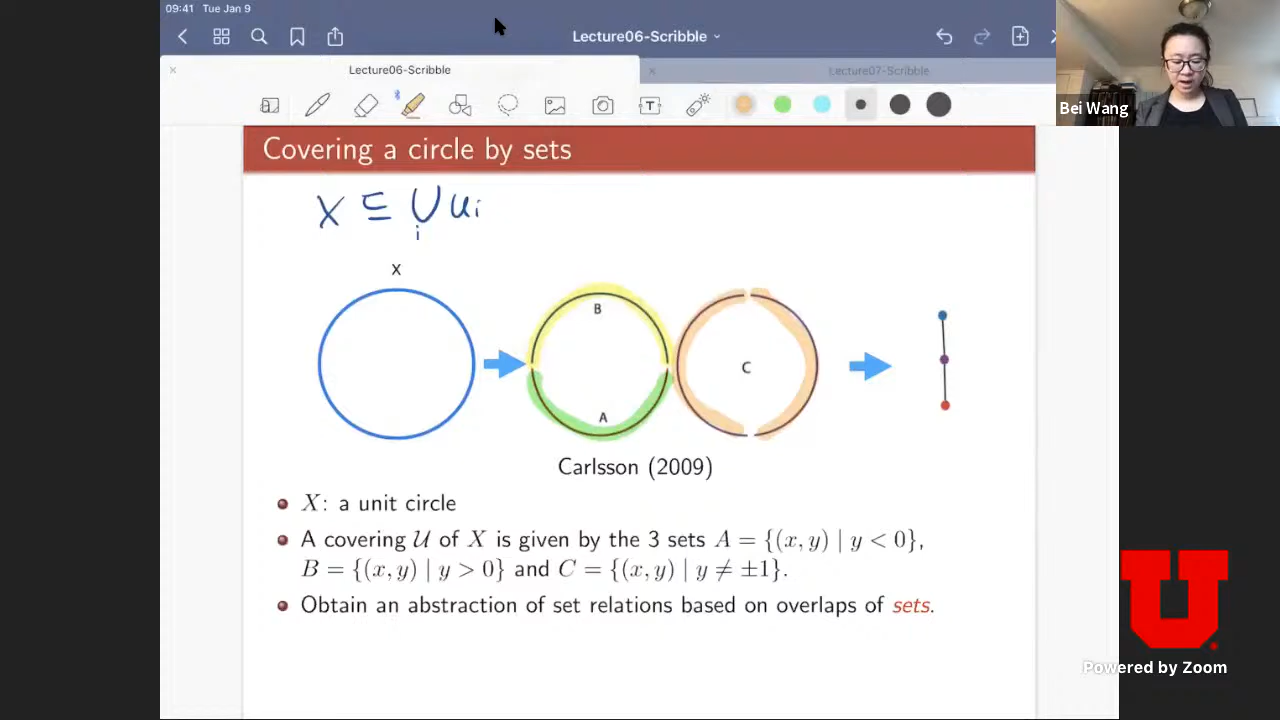 09:41 Tue Jan 9
Lecture06-Scribble
Lecture06-Scribble
Lecture07-Scribble
T
Bei Wang
Covering a circle by sets
X ⊆ ⋃ Ui
i
X
B
A
C
Carlsson (2009)
X: a unit circle
A covering 𝒰 of X is given by the 3 sets A = {(x, y) | y < 0},
B = {(x, y) | y > 0} and C = {(x, y) | y ≠ ±1}.
Obtain an abstraction of set relations based on overlaps of sets.
U
Powered by Zoom